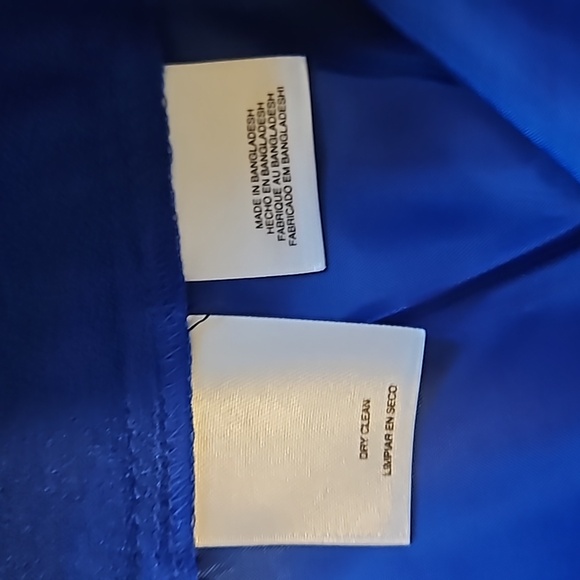 MADE IN BANGLADESH
HECHO EN BANGLADESH
FABRIQUE AU BANGLADESH
FABRICADO EM BANGLADESH!
DRY CLEAN
LIMPIAR EN SECO